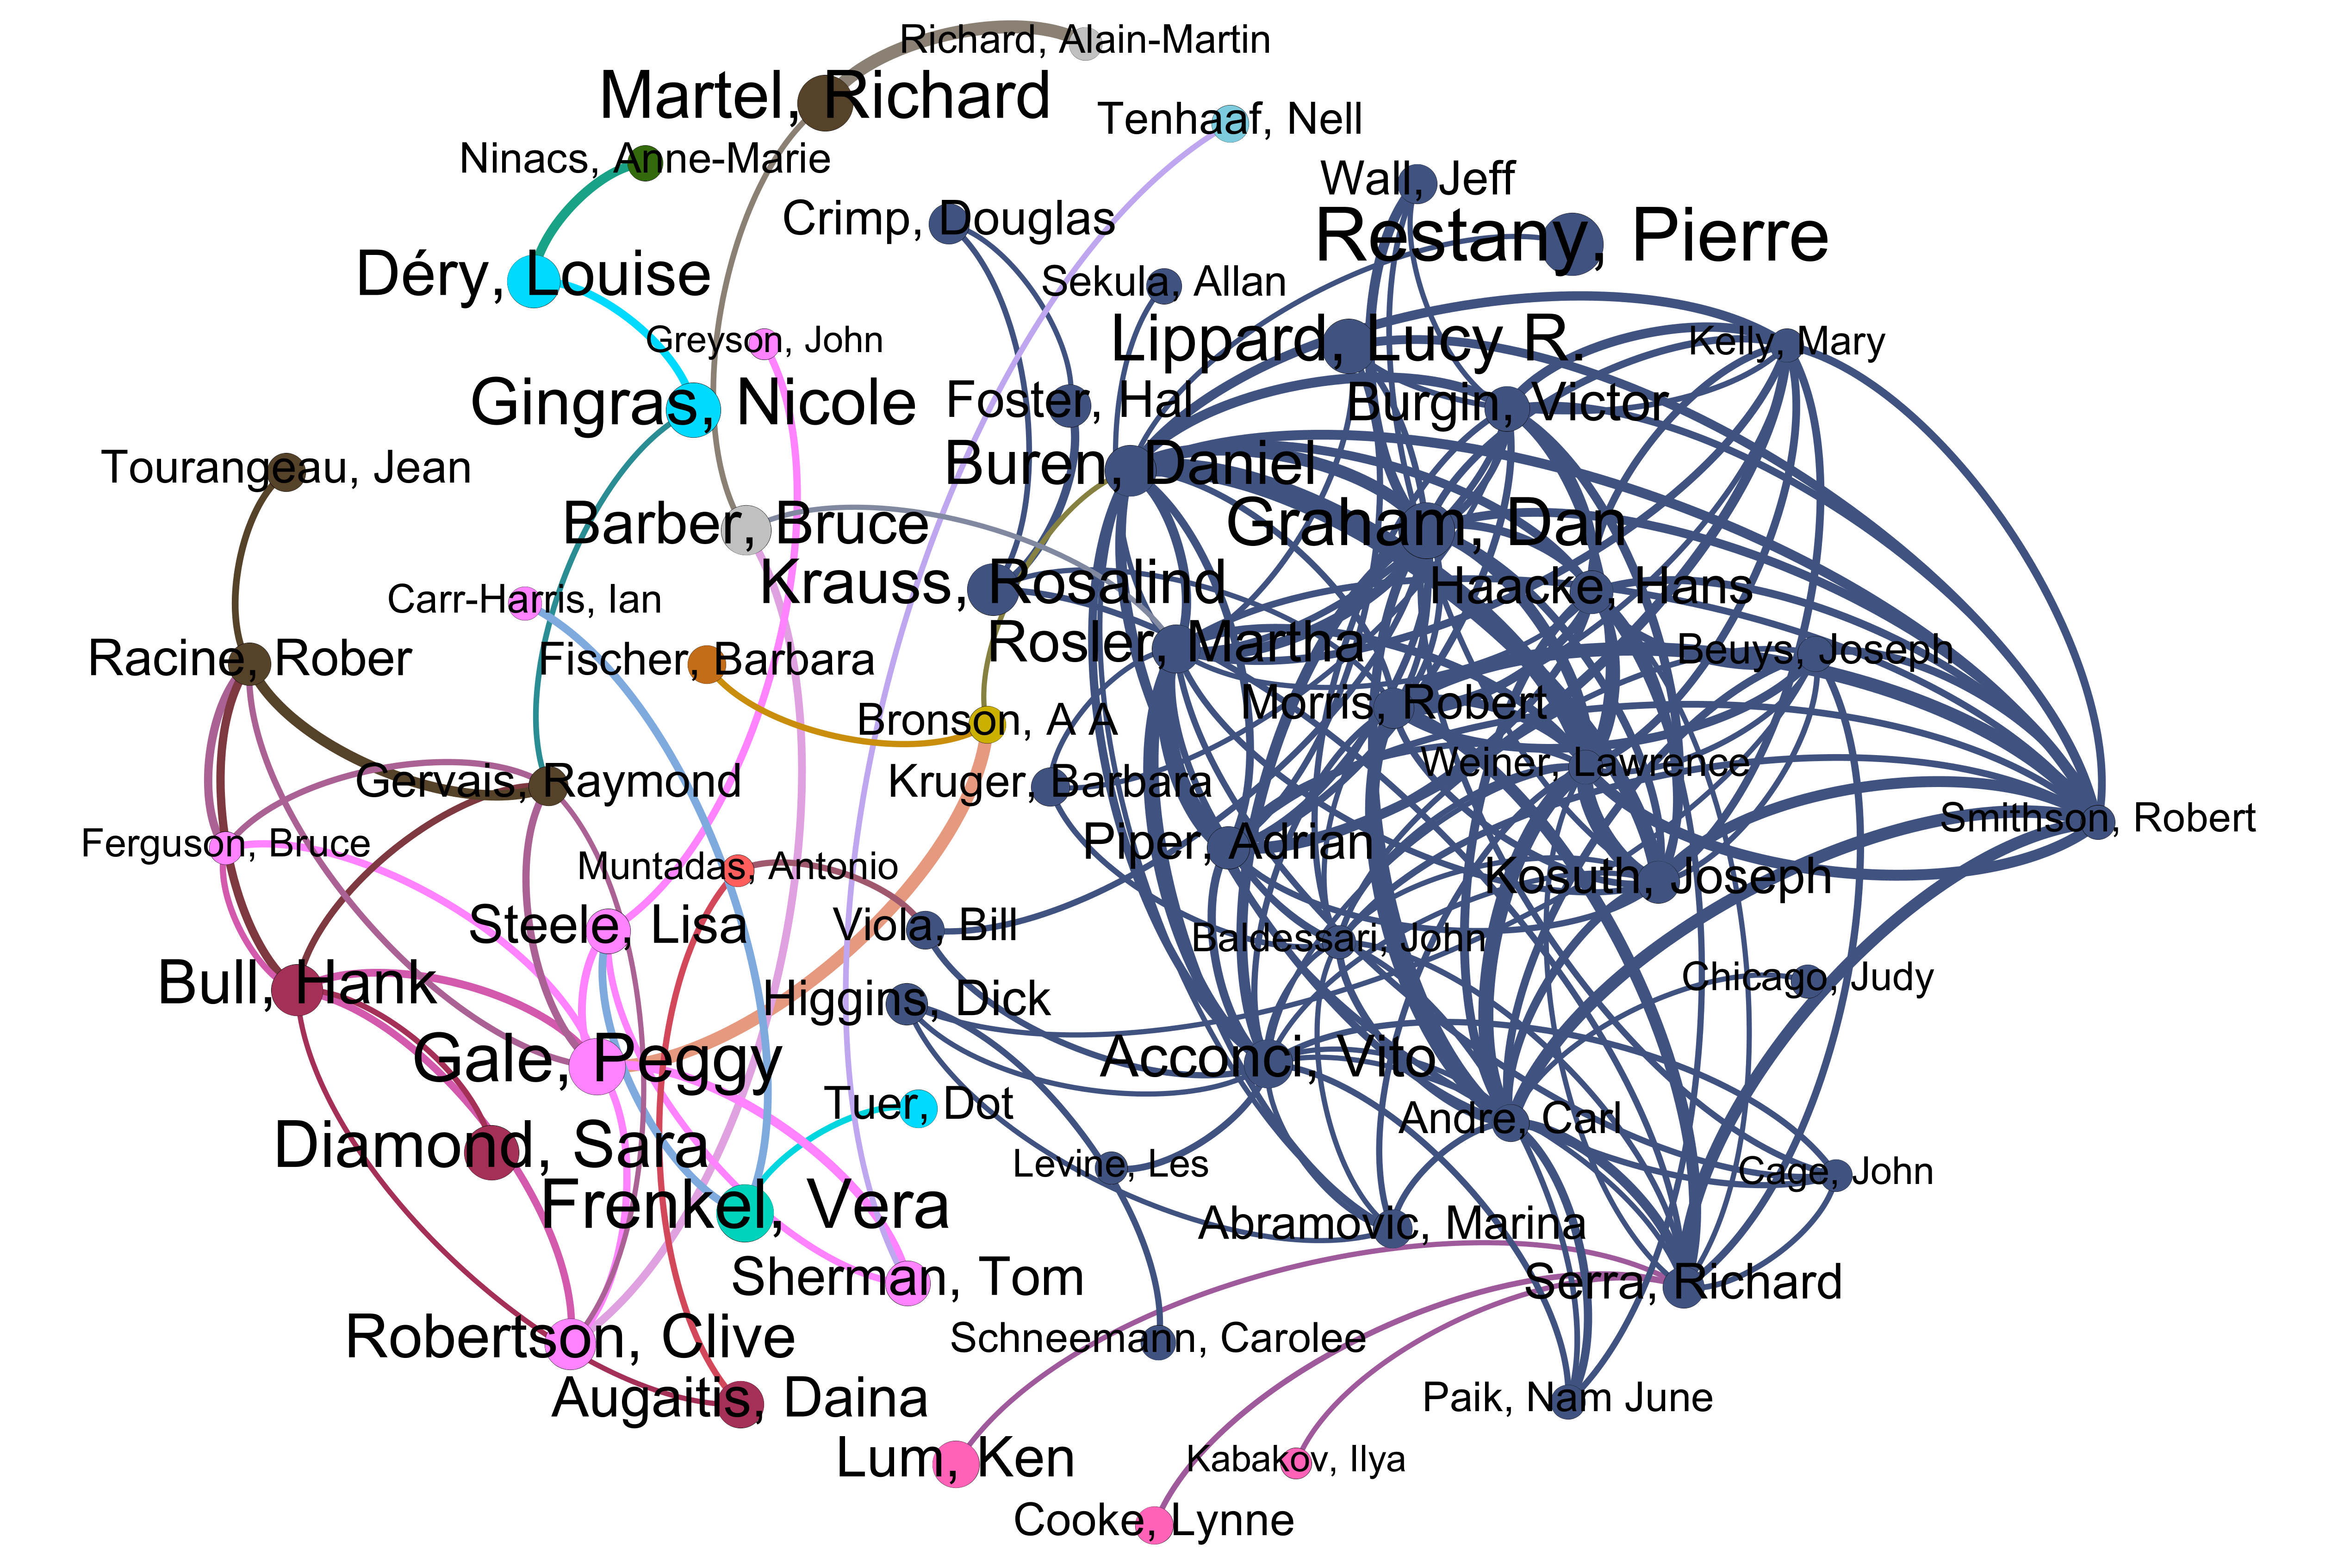 Richard, Alain-Martin
Martel, Richard
Tenhaaf, Nell
Ninacs, Anne-Marie
Wall, Jeff
Crimp, Douglas
Restany, Pierre
Déry, Louise
Sekula, Allan
Greyson, John
Lippard, Lucy R.
Kelly, Mary
Gingras, Nicole
Foster, Hal
Burgin, Victor
Tourangeau, Jean
Buren, Daniel
Barber, Bruce
Graham, Dan
Krauss, Rosalind
Haacke, Hans
Carr-Harris, Ian
Rosler, Martha
Beuys, Joseph
Racine, Rober
Fischer, Barbara
Morris, Robert
Bronson, A A
Weiner, Lawrence
Gervais, Raymond
Kruger, Barbara
Smithson, Robert
Ferguson, Bruce
Piper, Adrian
Muntadas, Antonio
Kosuth, Joseph
Steele, Lisa
Viola, Bill
Baldessari, John
Chicago, Judy
Bull, Hank
Higgins, Dick
Gale, Peggy
Acconci, Vito
Tuer, Dot
Andre, Carl
Diamond, Sara
Levine, Les
Cage, John
Frenkel, Vera
Abramovic, Marina
Sherman, Tom
Serra, Richard
Robertson, Clive
Schneemann, Carolee
Augaitis, Daina
Paik, Nam June
Lum, Ken
Kabakov, Ilya
Cooke, Lynne